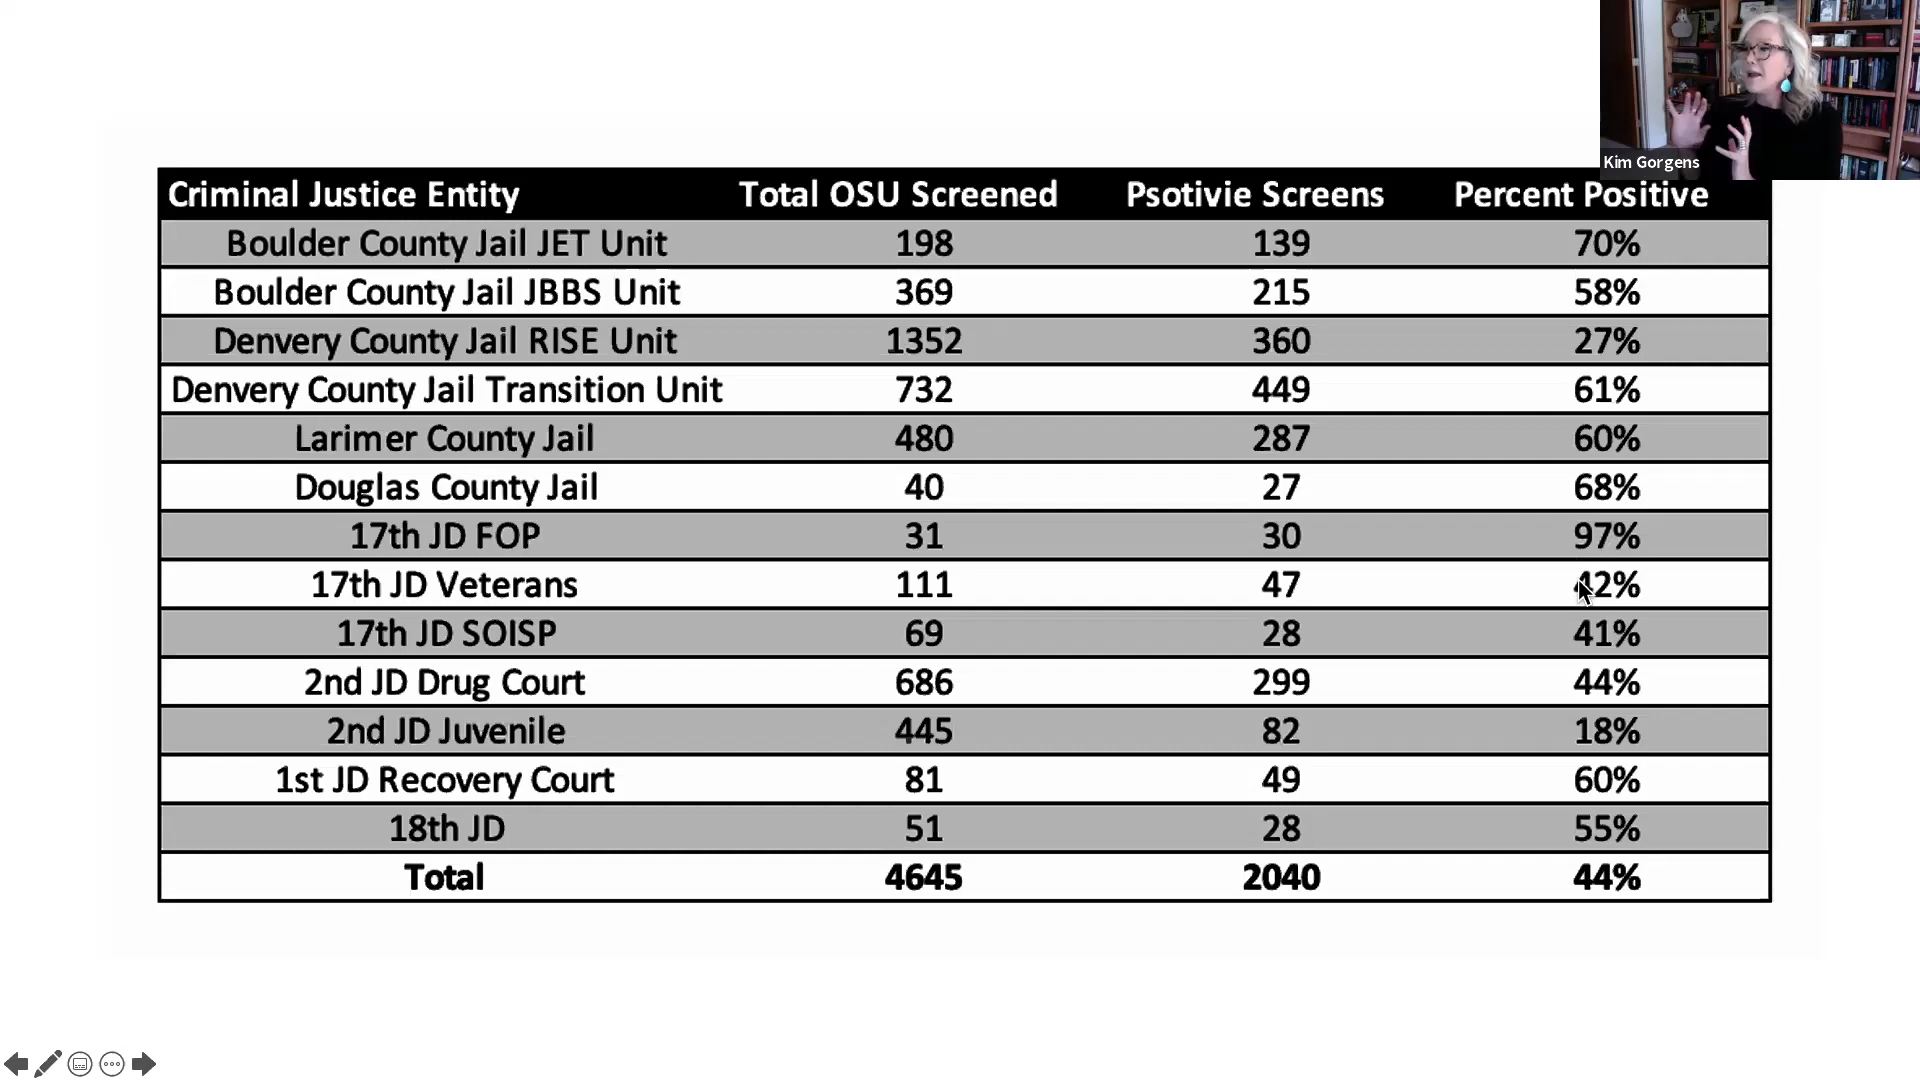 Kim Gorgens
Criminal Justice Entity Total OSU Screened Psotivie Screens Percent Positive
Boulder County Jail JET Unit 198 139 70%
Boulder County Jail JBBS Unit 369 215 58%
Denvery County Jail RISE Unit 1352 360 27%
Denvery County Jail Transition Unit 732 449 61%
Larimer County Jail 480 287 60%
Douglas County Jail 40 27 68%
17th JD FOP 31 30 97%
17th JD Veterans 111 47 42%
17th JD SOISP 69 28 41%
2nd JD Drug Court 686 299 44%
2nd JD Juvenile 445 82 18%
1st JD Recovery Court 81 49 60%
18th JD 51 28 55%
Total 4645 2040 44%